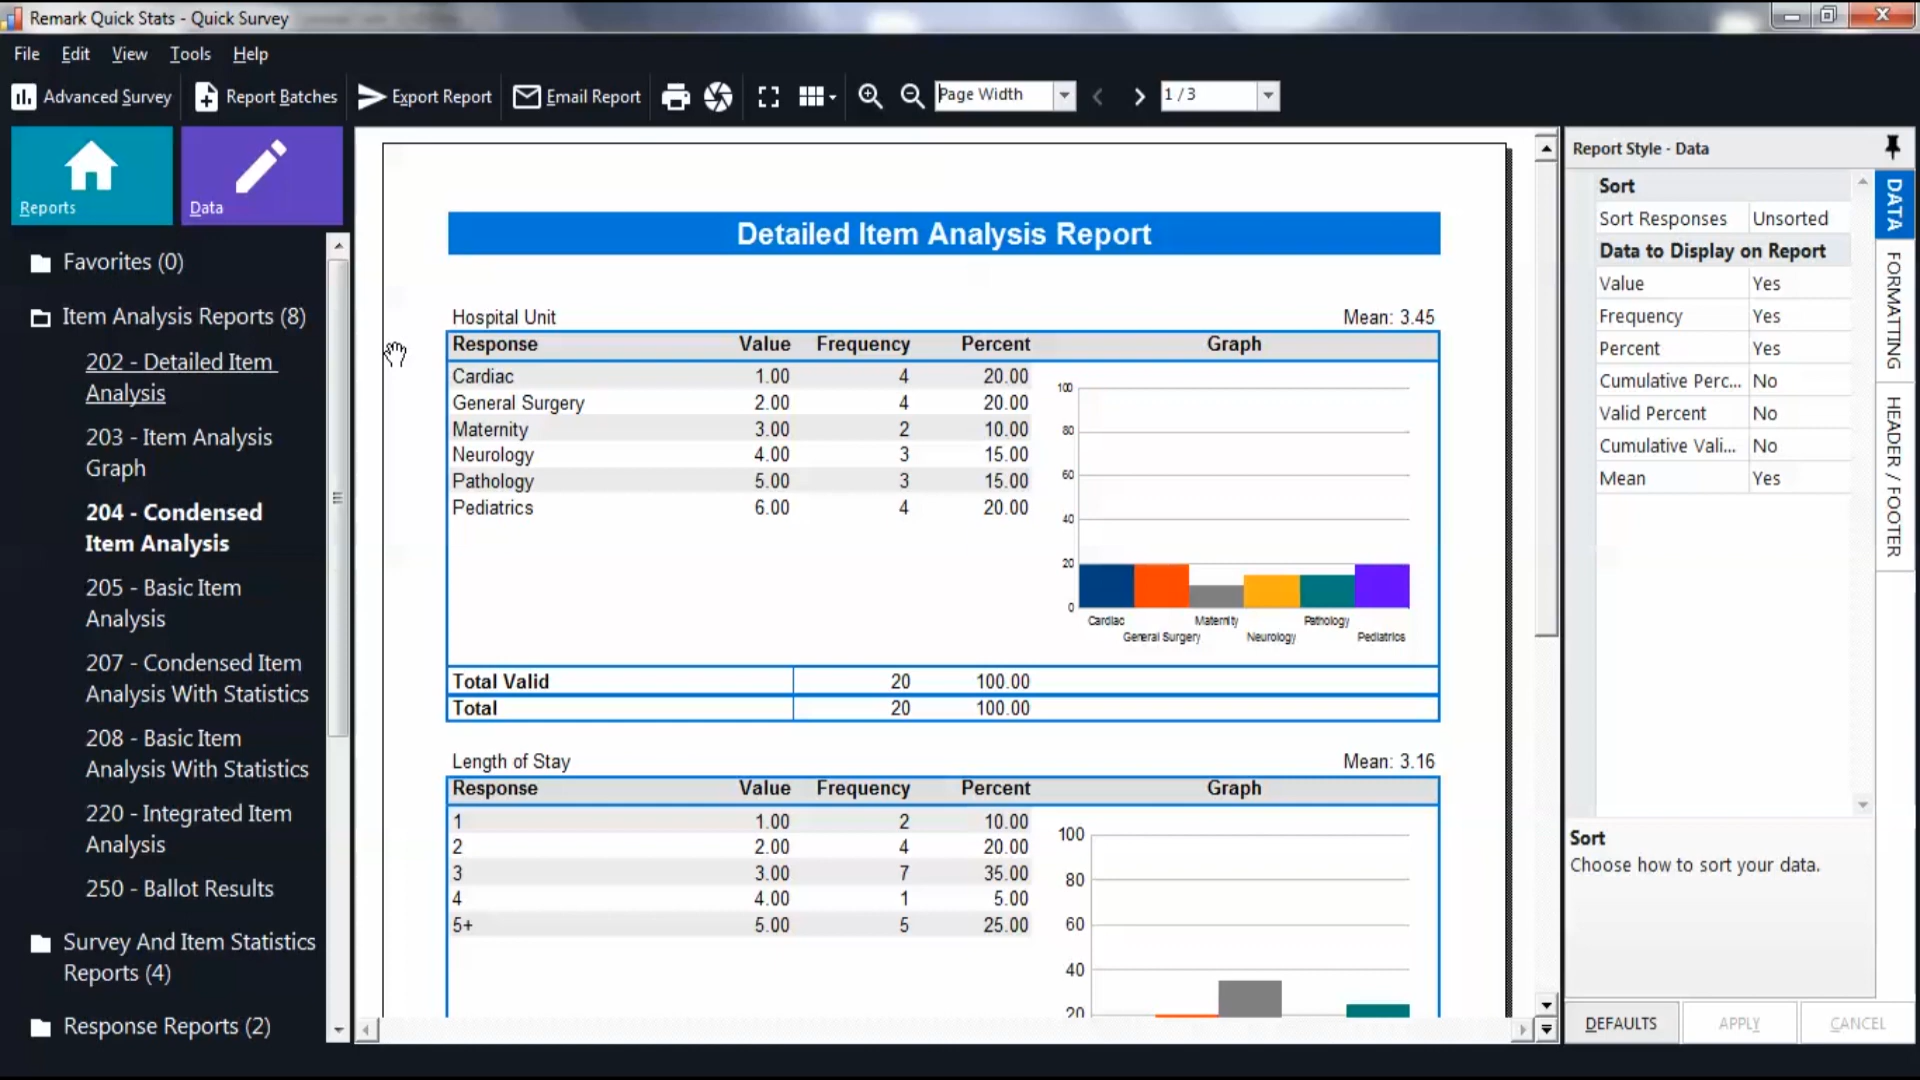 Remark Quick Stats - Quick Survey
File Edit View Tools Help
Advanced Survey Report Batches Export Report Email Report Page Width 1 / 3
Reports Data
Favorites (0)
Item Analysis Reports (8)
202 - Detailed Item
Analysis
203 - Item Analysis
Graph
204 - Condensed
Item Analysis
205 - Basic Item
Analysis
207 - Condensed Item
Analysis With Statistics
208 - Basic Item
Analysis With Statistics
220 - Integrated Item
Analysis
250 - Ballot Results
Survey And Item Statistics
Reports (4)
Response Reports (2)
Detailed Item Analysis Report
Hospital Unit Mean: 3.45
Response Value Frequency Percent Graph
Cardiac 1.00 4 20.00
General Surgery 2.00 4 20.00
Maternity 3.00 2 10.00
Neurology 4.00 3 15.00
Pathology 5.00 3 15.00
Pediatrics 6.00 4 20.00
100
80
60
40
20
0
Cardiac Maternity Pathology
General Surgery Neurology Pediatrics
Total Valid 20 100.00
Total 20 100.00
Length of Stay Mean: 3.16
Response Value Frequency Percent Graph
1 1.00 2 10.00
2 2.00 4 20.00
3 3.00 7 35.00
4 4.00 1 5.00
5+ 5.00 5 25.00
100
80
60
40
20
Report Style - Data
Sort
Sort Responses Unsorted
Data to Display on Report
Value Yes
Frequency Yes
Percent Yes
Cumulative Perc... No
Valid Percent No
Cumulative Vali... No
Mean Yes
Sort
Choose how to sort your data.
DEFAULTS APPLY CANCEL
DATA
FORMATTING
HEADER / FOOTER